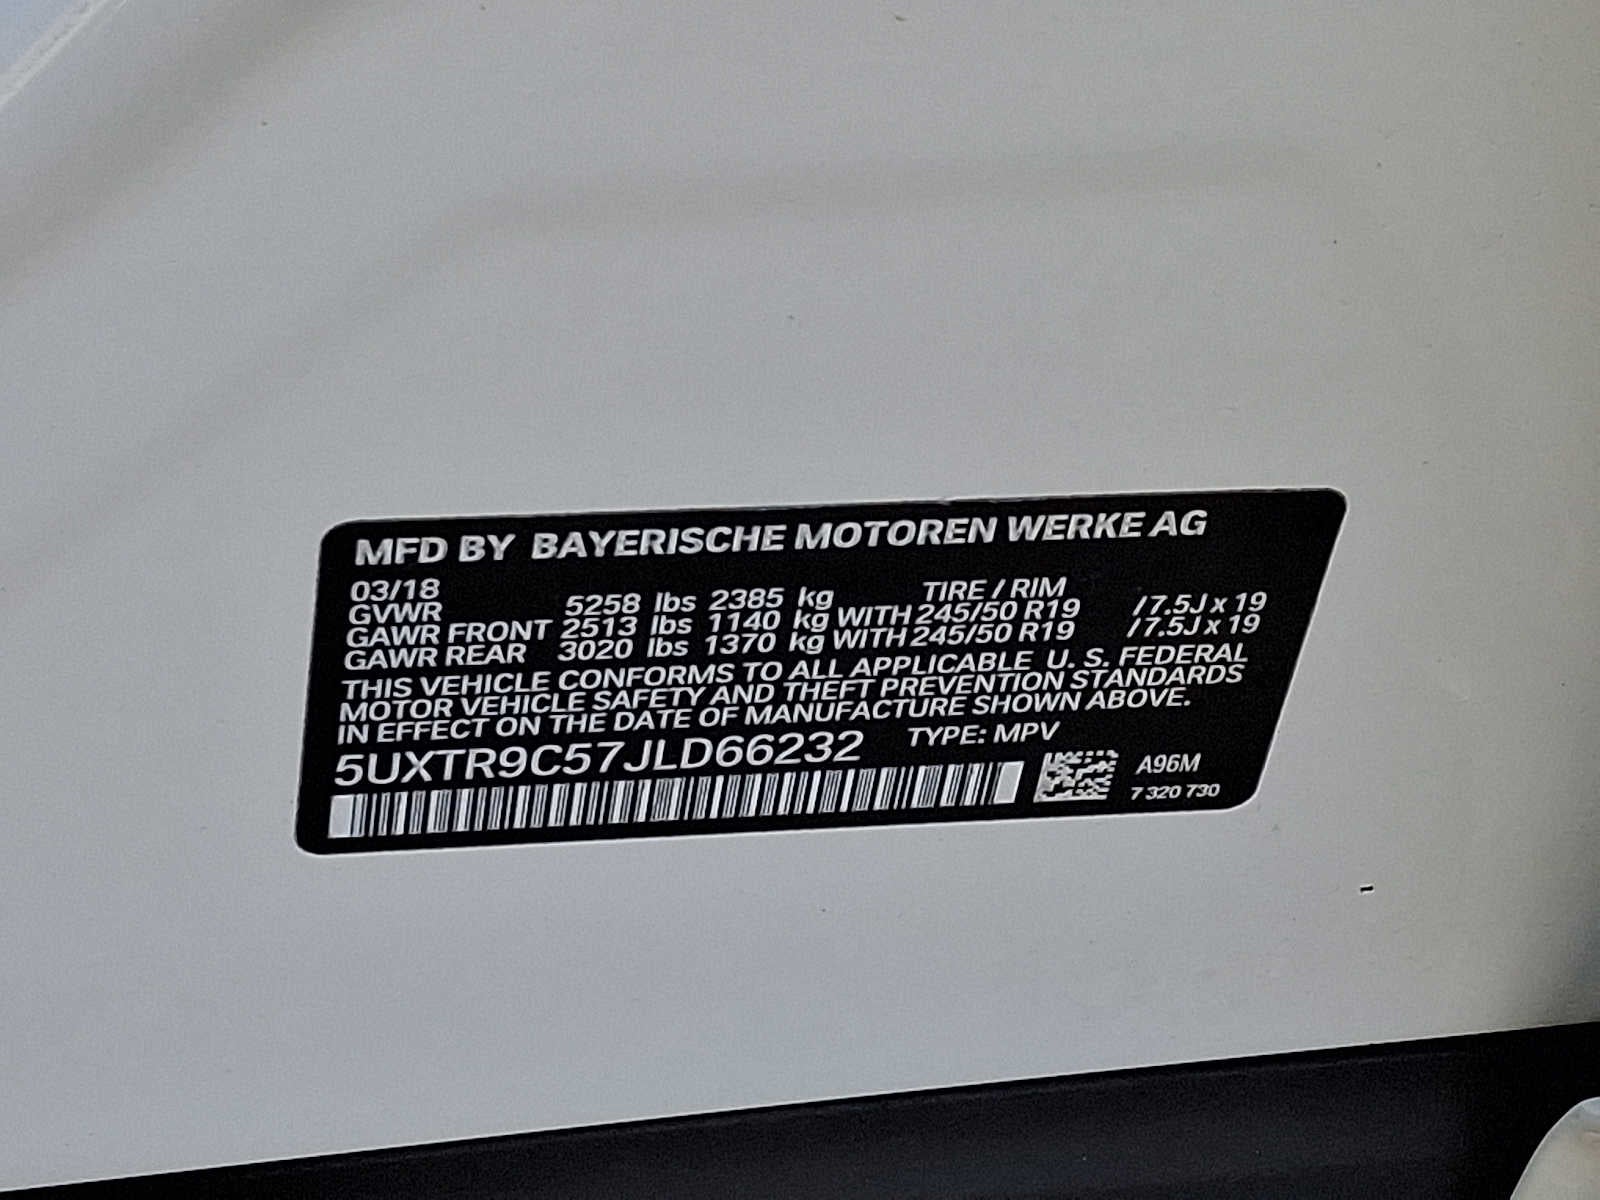 MFD BY BAYERISCHE MOTOREN WERKE AG
03/18 TIRE / RIM
GVWR 5258 lbs 2385 kg
GAWR FRONT 2513 lbs 1140 kg WITH 245/50 R19 / 7.5J x 19
GAWR REAR 3020 lbs 1370 kg WITH 245/50 R19 / 7.5J x 19
THIS VEHICLE CONFORMS TO ALL APPLICABLE U. S. FEDERAL
MOTOR VEHICLE SAFETY AND THEFT PREVENTION STANDARDS
IN EFFECT ON THE DATE OF MANUFACTURE SHOWN ABOVE.
5UXTR9C57JLD66232 TYPE: MPV
A96M
7 320 730